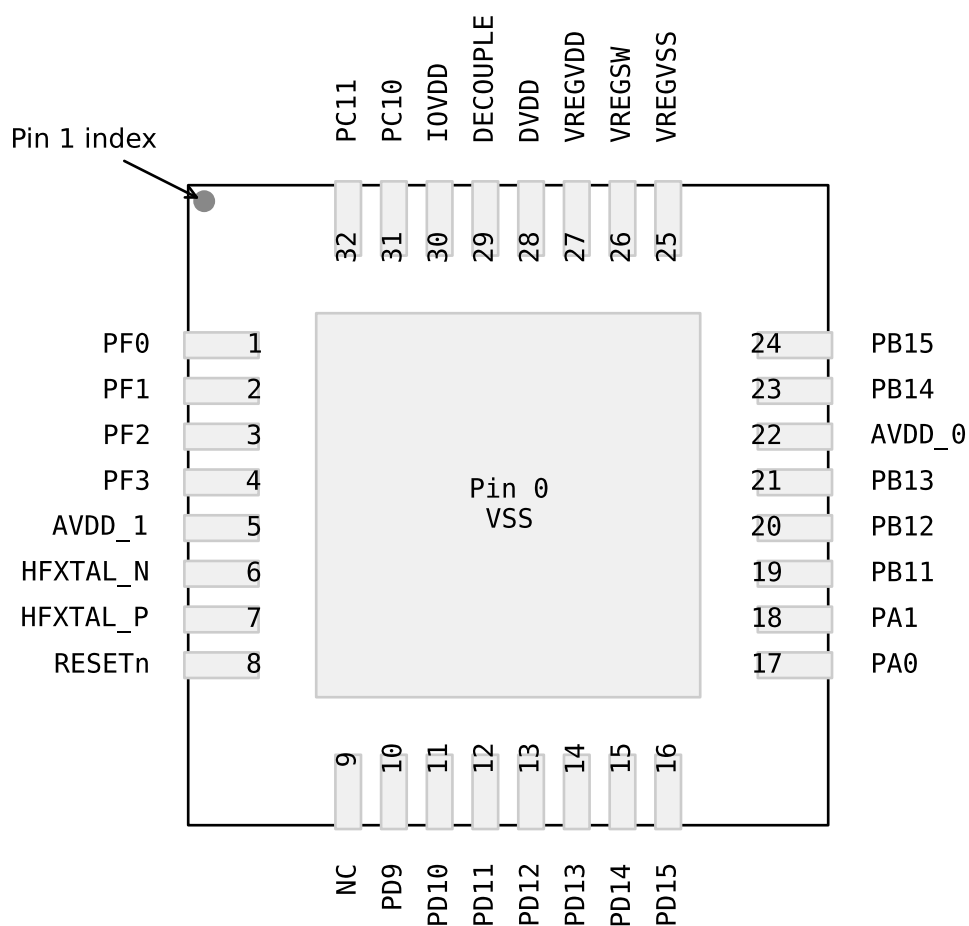 PC11
PC10
IOVDD
DECOUPLE
DVDD
VREGVDD
VREGSW
VREGVSS
Pin 1 index
32
31
30
29
28
27
26
25
PF0 1
PF1 2
PF2 3
PF3 4
AVDD_1 5
HFXTAL_N 6
HFXTAL_P 7
RESETn 8
Pin 0
VSS
24 PB15
23 PB14
22 AVDD_0
21 PB13
20 PB12
19 PB11
18 PA1
17 PA0
9
10
11
12
13
14
15
16
NC
PD9
PD10
PD11
PD12
PD13
PD14
PD15